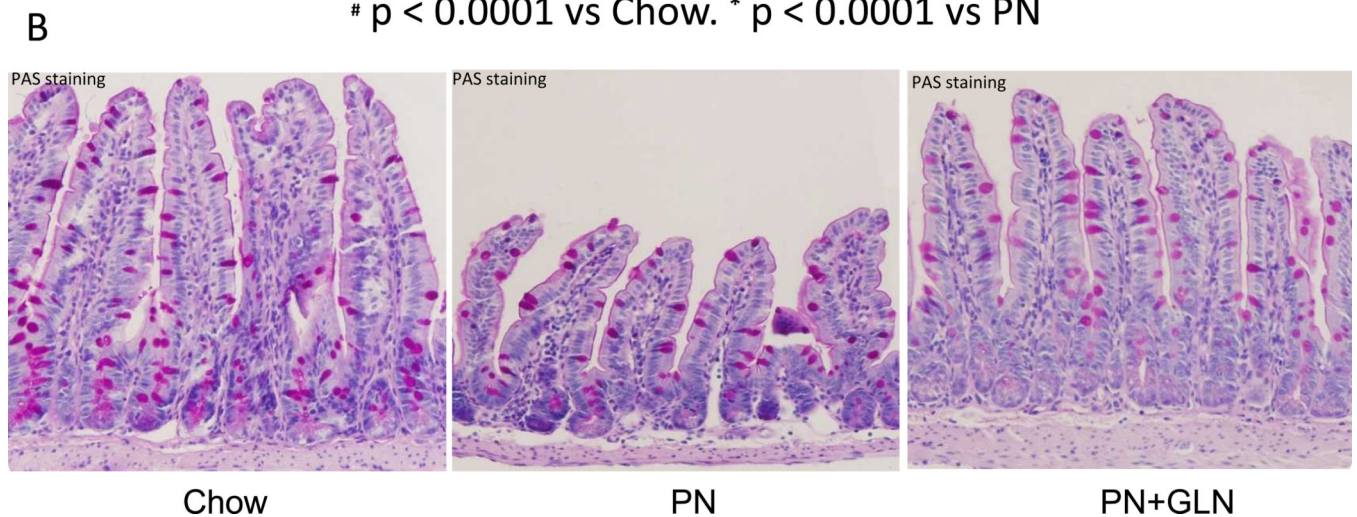 # p < 0.0001 vs Chow. * p < 0.0001 vs PN
B
PAS staining
PAS staining
PAS staining
Chow
PN
PN+GLN